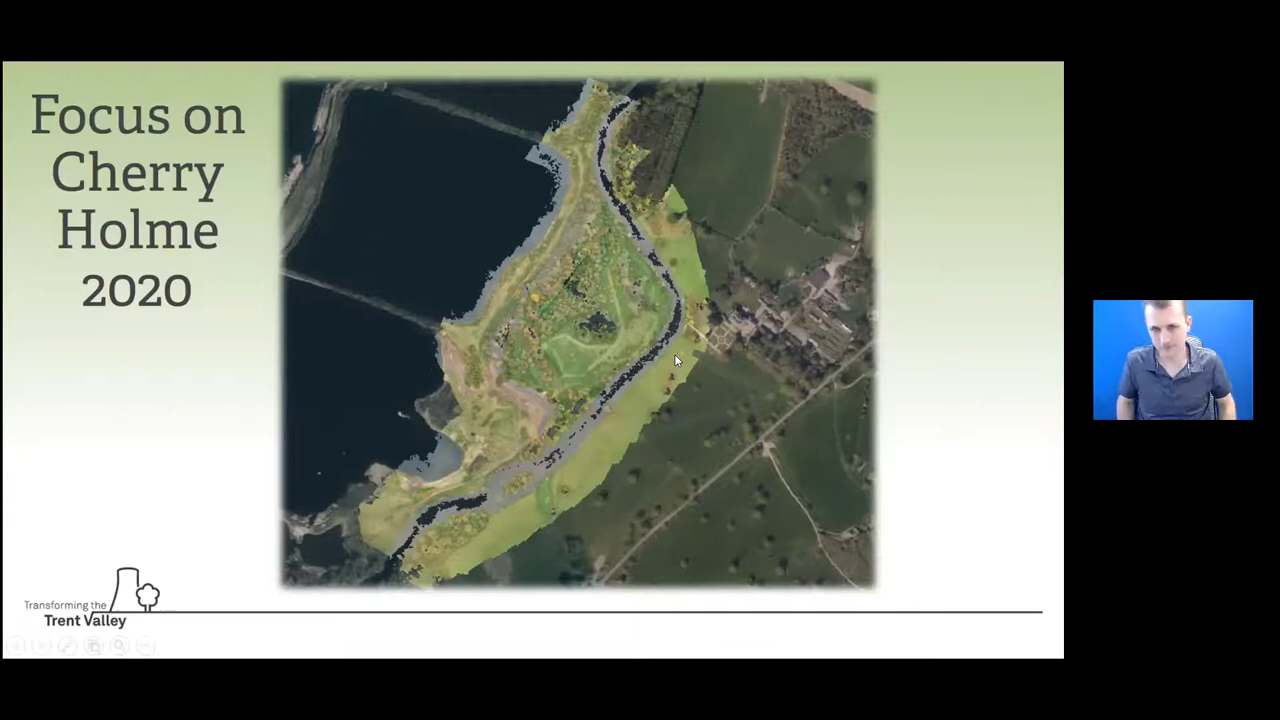 Focus on
Cherry
Holme
2020
Transforming the
Trent Valley